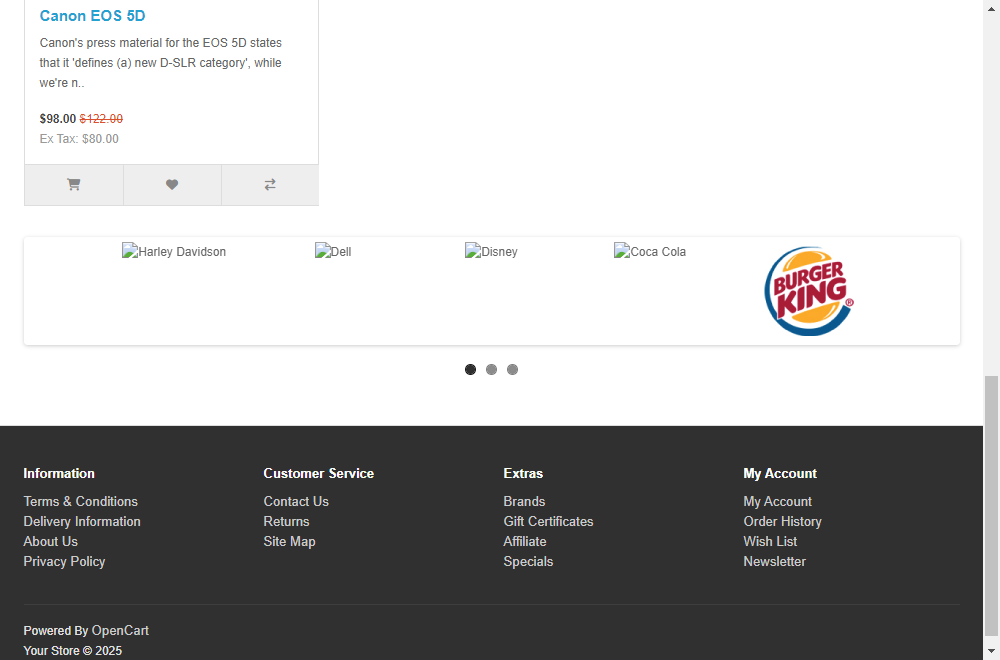 Canon EOS 5D
Canon's press material for the EOS 5D states
that it 'defines (a) new D-SLR category', while
we're n..
$98.00 $122.00
Ex Tax: $80.00
Harley Davidson
Dell
Disney
Coca Cola
BURGER
KING®
Information
Terms & Conditions
Delivery Information
About Us
Privacy Policy
Customer Service
Contact Us
Returns
Site Map
Extras
Brands
Gift Certificates
Affiliate
Specials
My Account
My Account
Order History
Wish List
Newsletter
Powered By OpenCart
Your Store © 2025